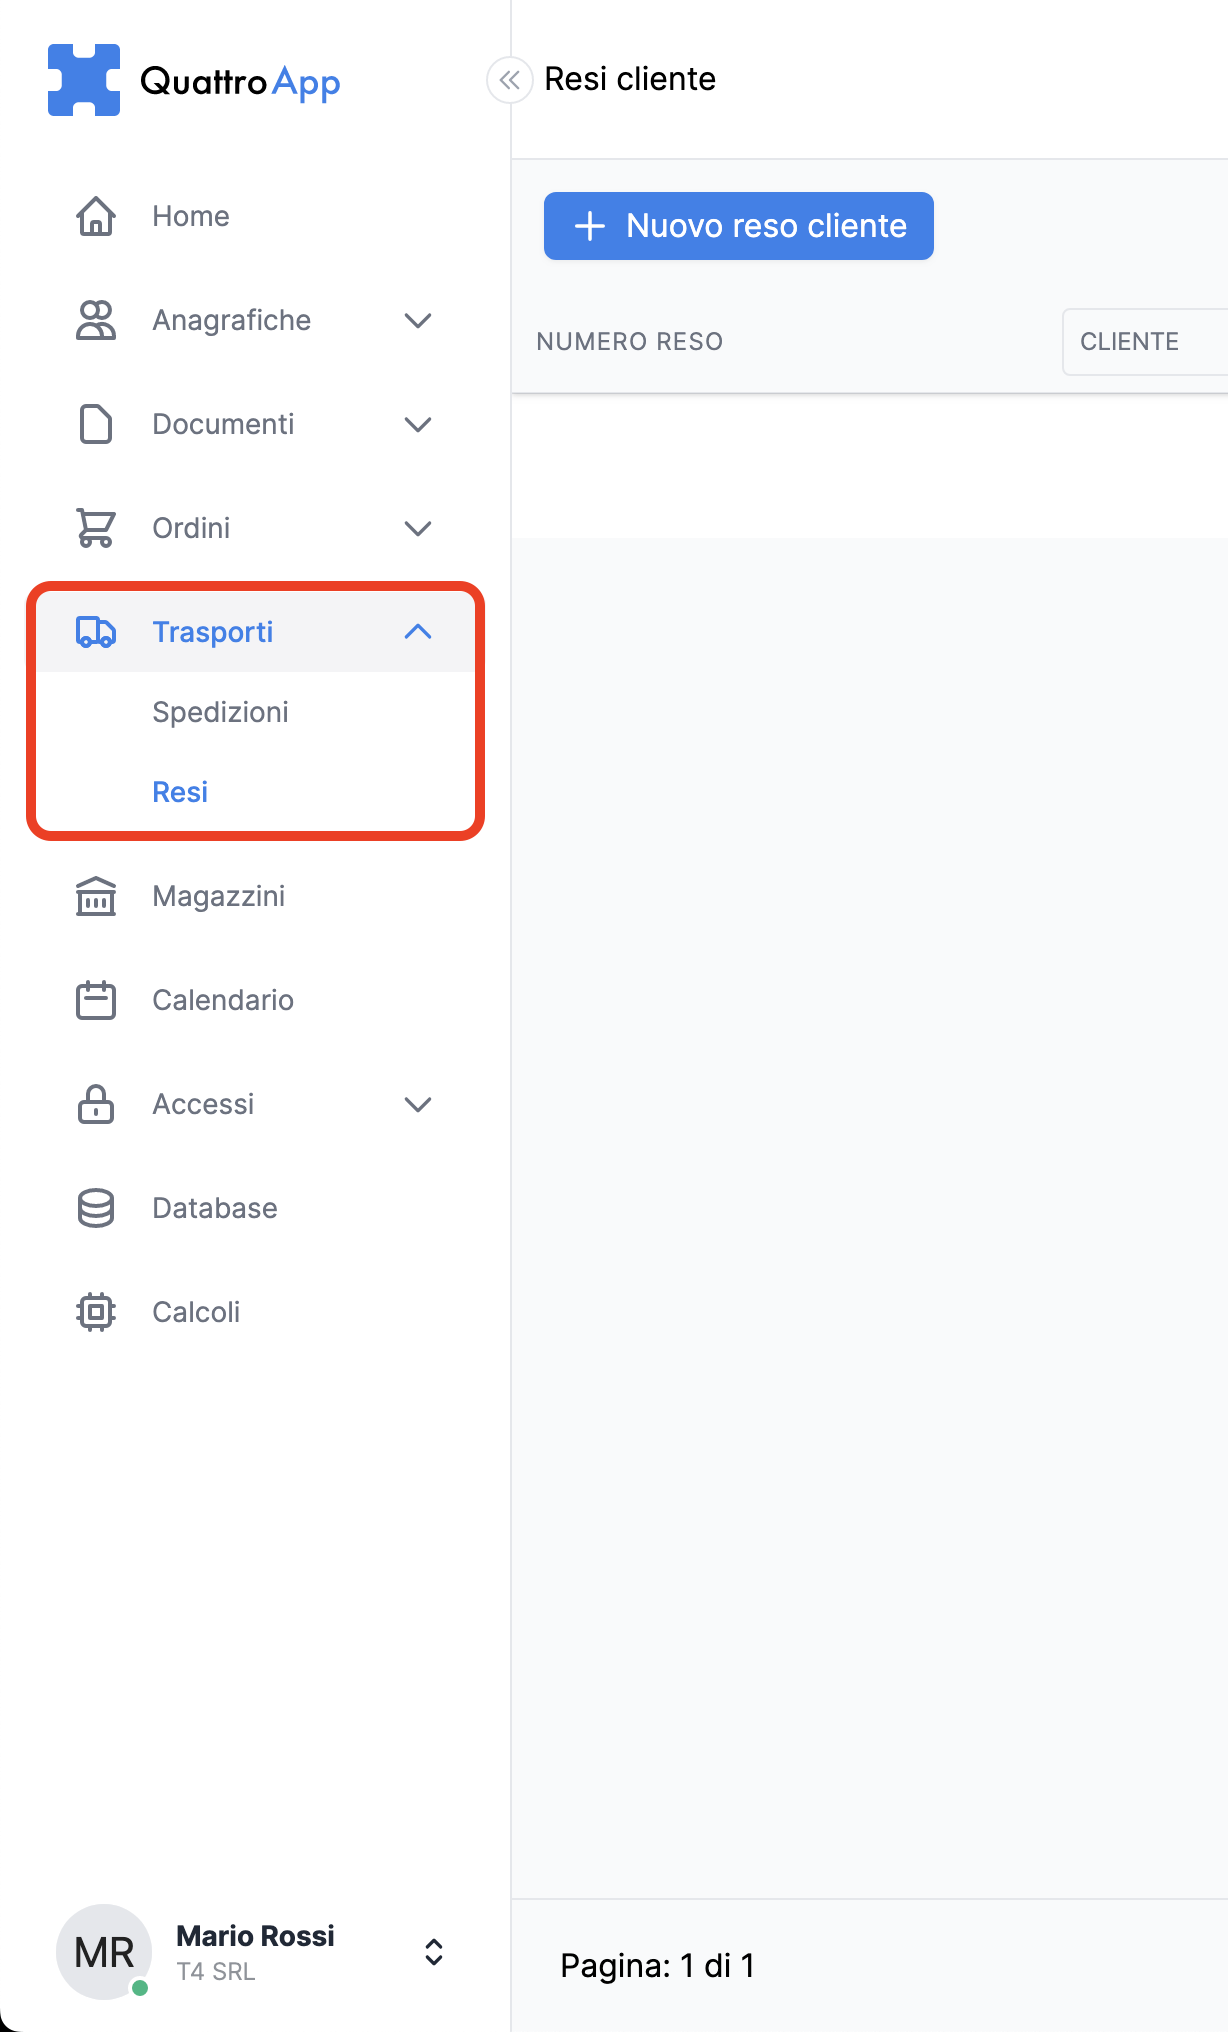 QuattroApp
Home
Anagrafiche
Documenti
Ordini
Trasporti
Spedizioni
Resi
Magazzini
Calendario
Accessi
Database
Calcoli
MR
Mario Rossi
T4 SRL
Resi cliente
Nuovo reso cliente
NUMERO RESO
CLIENTE
Pagina: 1 di 1